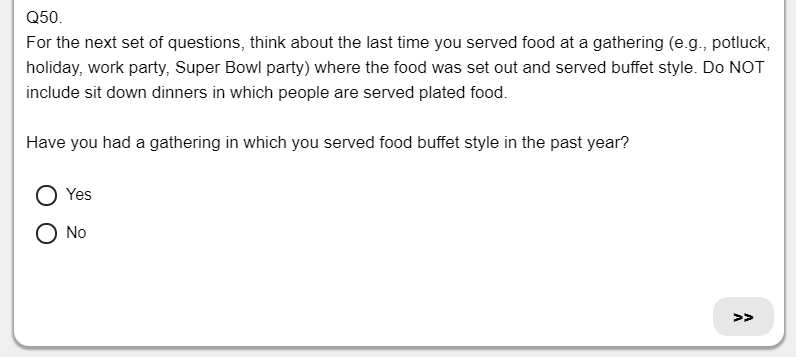 Q50.
For the next set of questions, think about the last time you served food at a gathering (e.g., potluck,
holiday, work party, Super Bowl party) where the food was set out and served buffet style. Do NOT
include sit down dinners in which people are served plated food.
Have you had a gathering in which you served food buffet style in the past year?
Yes
No
>>